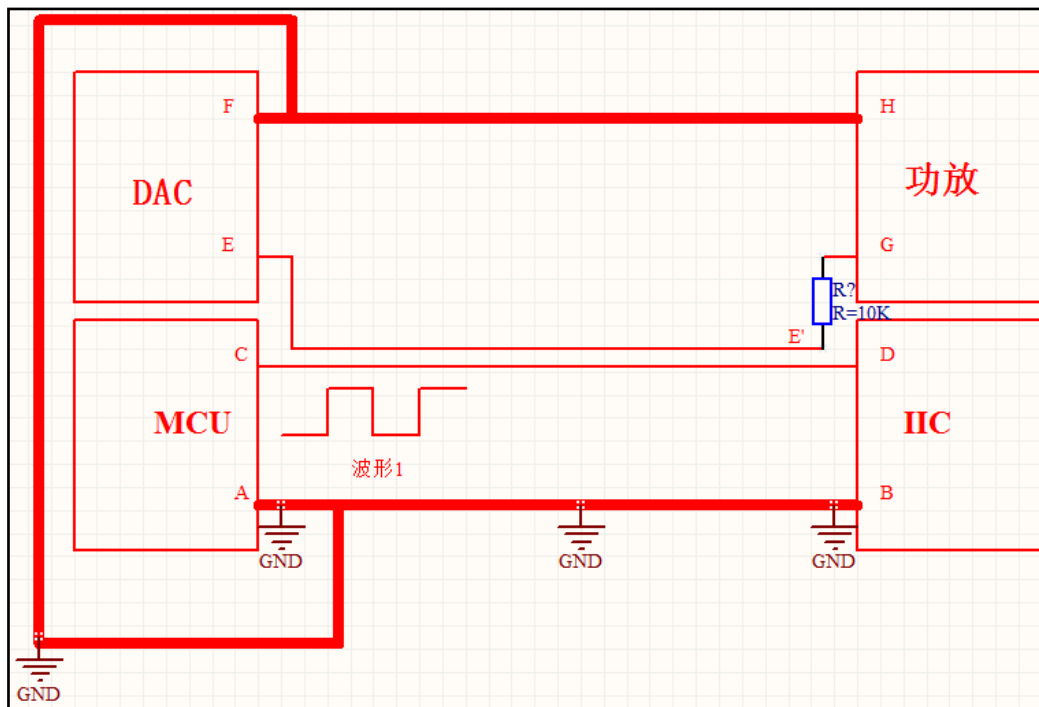 F
H
DAC
功放
E
G
R?
R=10K
E'
C
D
MCU
IIC
波形1
A
B
GND
GND
GND
GND